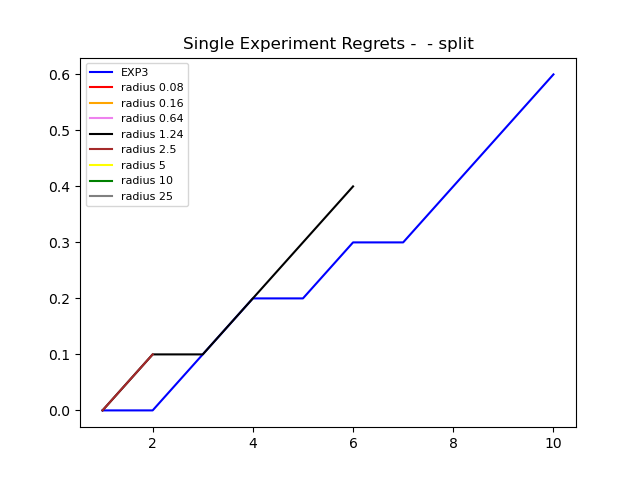 Single Experiment Regrets -  - split
EXP3
radius 0.08
radius 0.16
radius 0.64
radius 1.24
radius 2.5
radius 5
radius 10
radius 25
0.6
0.5
0.4
0.3
0.2
0.1
0.0
2
4
6
8
10